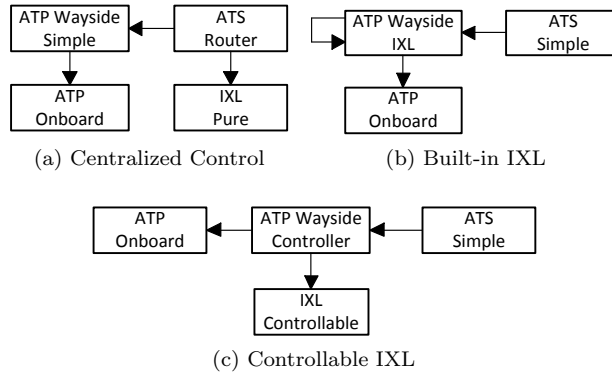 ATP Wayside
Simple
ATS
Router
ATP
Onboard
IXL
Pure
(a) Centralized Control
ATP Wayside
IXL
ATS
Simple
ATP
Onboard
(b) Built-in IXL
ATP
Onboard
ATP Wayside
Controller
ATS
Simple
IXL
Controllable
(c) Controllable IXL